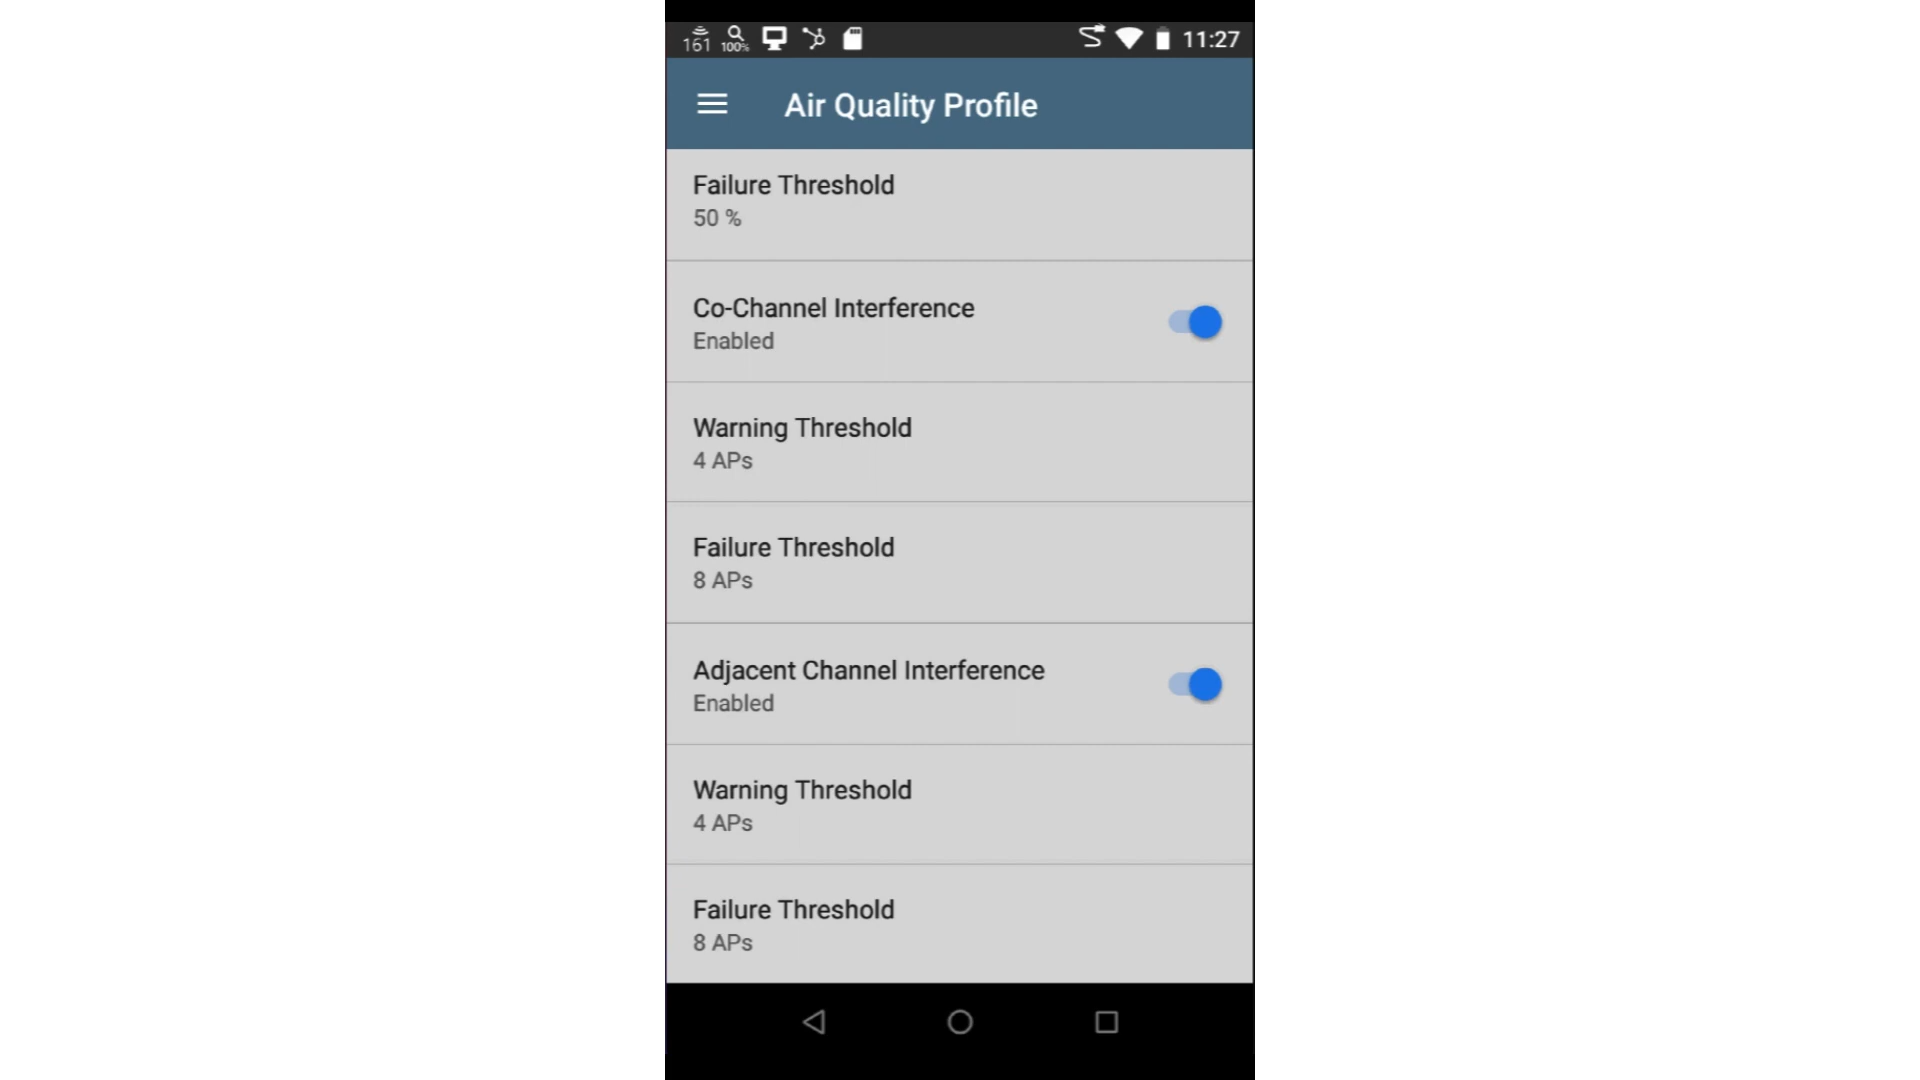 161 100% 11:27
Air Quality Profile
Failure Threshold
50 %
Co-Channel Interference
Enabled
Warning Threshold
4 APs
Failure Threshold
8 APs
Adjacent Channel Interference
Enabled
Warning Threshold
4 APs
Failure Threshold
8 APs